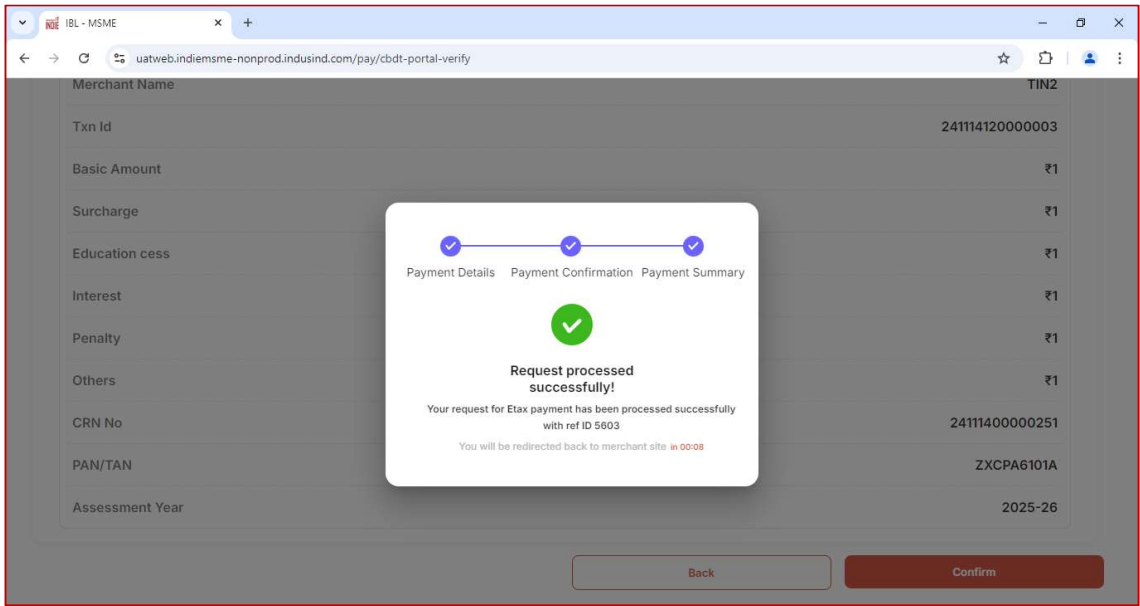 INDIE IBL - MSME
uatweb.indiemsme-nonprod.indusind.com/pay/cbdt-portal-verify
Merchant Name TIN2
Txn Id 241114120000003
Basic Amount ₹1
Surcharge ₹1
Education cess ₹1
Interest ₹1
Penalty ₹1
Others ₹1
CRN No 24111400000251
PAN/TAN ZXCPA6101A
Assessment Year 2025-26
Payment Details Payment Confirmation Payment Summary
Request processed
successfully!
Your request for Etax payment has been processed successfully
with ref ID 5603
You will be redirected back to merchant site in 00:08
Back Confirm